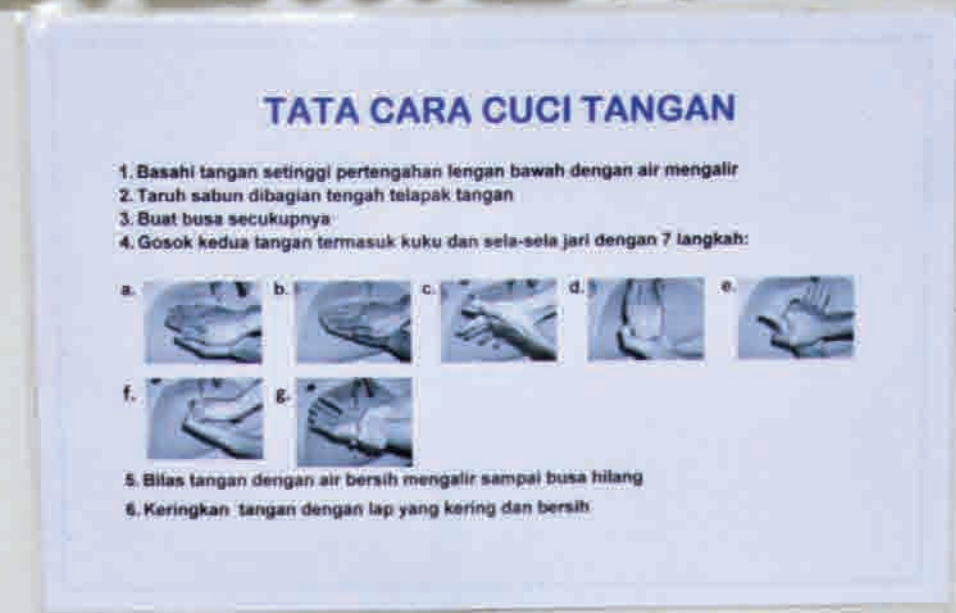 TATA CARA CUCI TANGAN
1. Basahi tangan setinggi pertengahan lengan bawah dengan air mengalir
2. Taruh sabun dibagian tengah telapak tangan
3. Buat busa secukupnya
4. Gosok kedua tangan termasuk kuku dan sela-sela jari dengan 7 langkah:
a. b. c. d. e.
f. g.
5. Bilas tangan dengan air bersih mengalir sampai busa hilang
6. Keringkan tangan dengan lap yang kering dan bersih